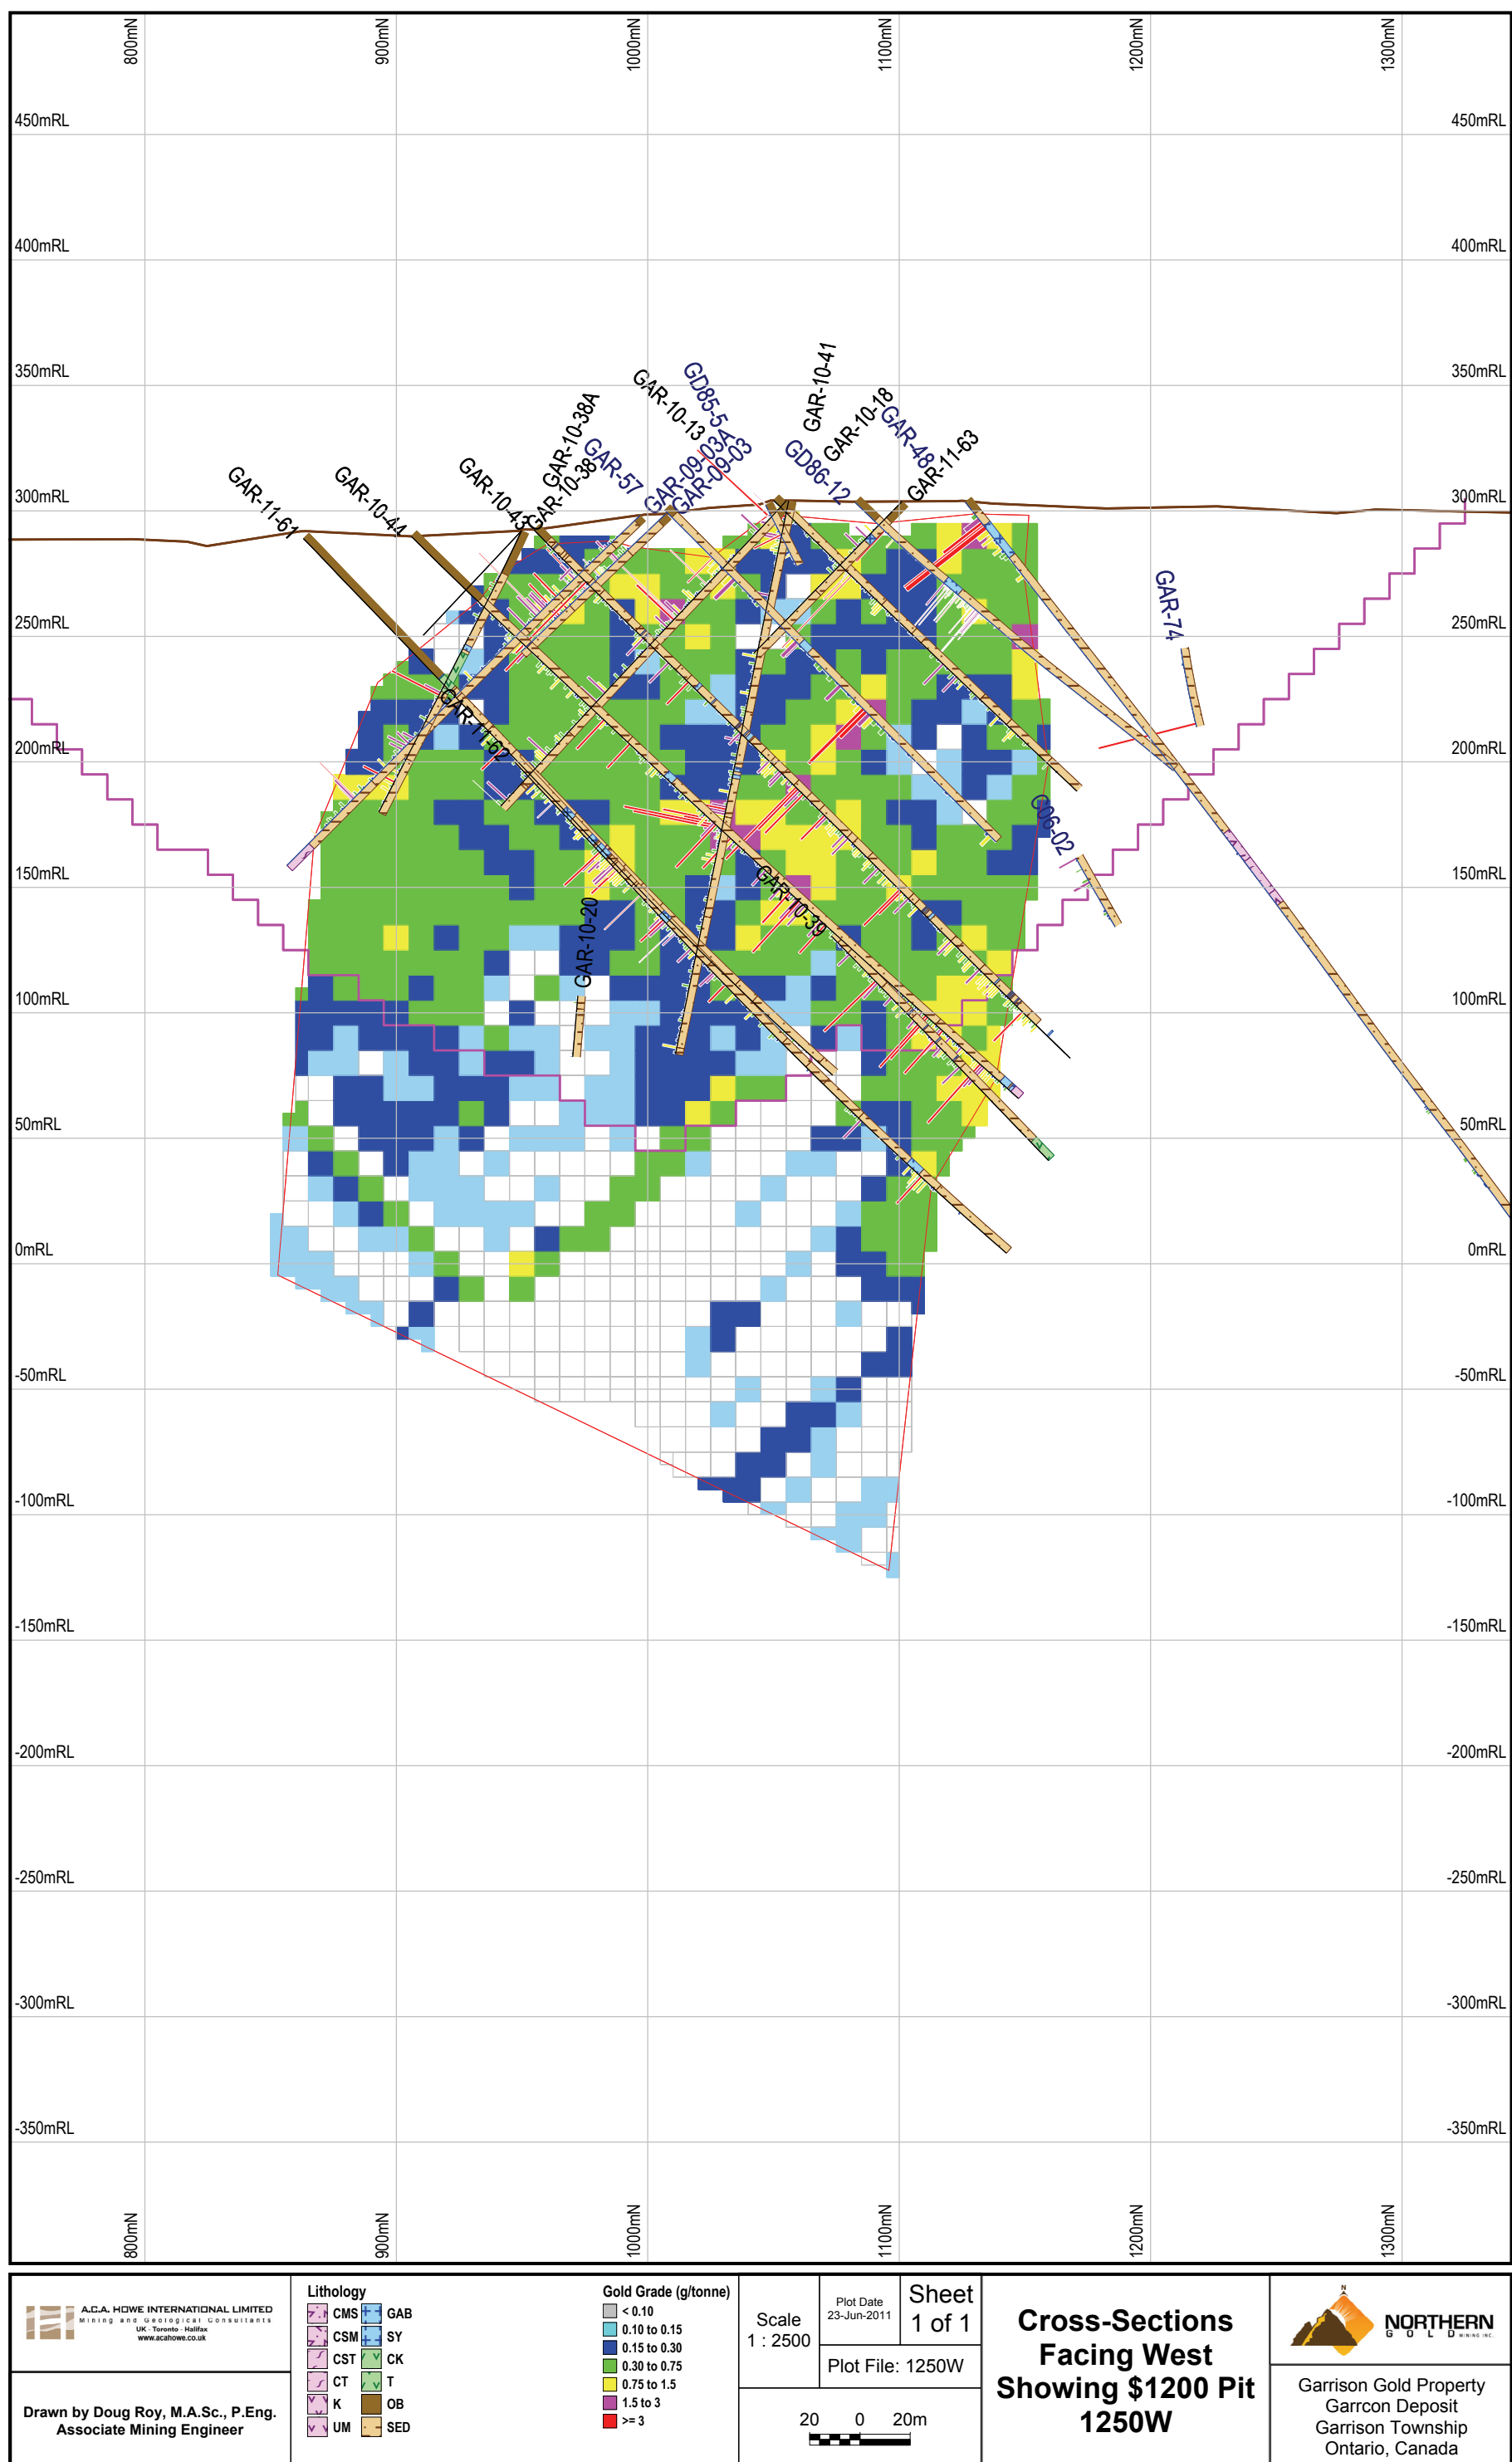 800mN
900mN
1000mN
1100mN
1200mN
1300mN
450mRL
450mRL
400mRL
400mRL
350mRL
350mRL
300mRL
300mRL
250mRL
250mRL
200mRL
200mRL
150mRL
150mRL
100mRL
100mRL
50mRL
50mRL
0mRL
0mRL
-50mRL
-50mRL
-100mRL
-100mRL
-150mRL
-150mRL
-200mRL
-200mRL
-250mRL
-250mRL
-300mRL
-300mRL
-350mRL
-350mRL
GAR-11-61
GAR-10-44
GAR-10-43
GAR-10-38A
GAR-10-38
GAR-57
GAR-09-03A
GAR-09-03
GAR-10-13
GD85-5
GAR-10-41
GD86-12
GAR-10-18
GAR-48
GAR-11-63
GAR-74
GAR-11-62
C06-02
GAR-10-39
GAR-10-20
800mN
900mN
1000mN
1100mN
1200mN
1300mN
A.C.A. HOWE INTERNATIONAL LIMITED
Mining and Geological Consultants
UK - Toronto - Halifax
www.acahowe.co.uk
Drawn by Doug Roy, M.A.Sc., P.Eng.
Associate Mining Engineer
Lithology
CMS GAB
CSM SY
CST CK
CT T
K OB
UM SED
Gold Grade (g/tonne)
< 0.10
0.10 to 0.15
0.15 to 0.30
0.30 to 0.75
0.75 to 1.5
1.5 to 3
>= 3
Scale
1 : 2500
Plot Date
23-Jun-2011
Sheet
1 of 1
Plot File: 1250W
20 0 20m
Cross-Sections
Facing West
Showing $1200 Pit
1250W
N
NORTHERN
GOLD MINING INC.
Garrison Gold Property
Garrcon Deposit
Garrison Township
Ontario, Canada